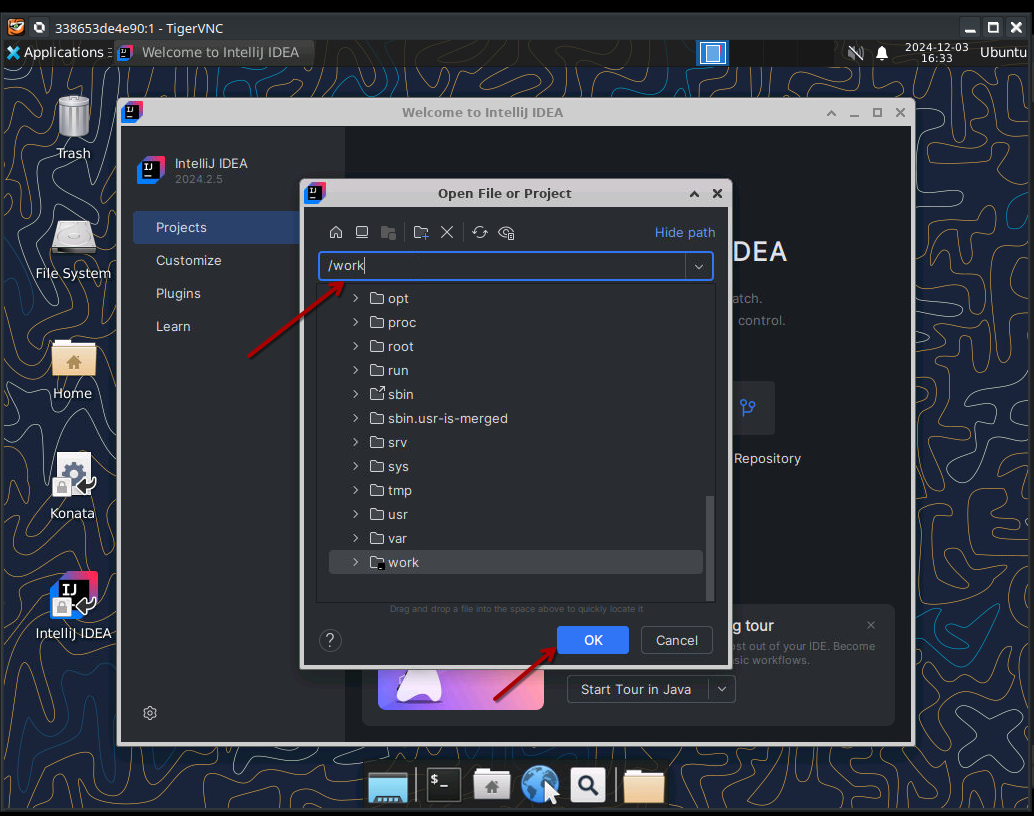 338653de4e90:1 - TigerVNC
Applications
Welcome to IntelliJ IDEA
2024-12-03
16:33
Ubuntu
Trash
File System
Home
Konata
IntelliJ IDEA
Welcome to IntelliJ IDEA
IntelliJ IDEA
2024.2.5
Projects
Customize
Plugins
Learn
Open File or Project
Hide path
/work
opt
proc
root
run
sbin
sbin.usr-is-merged
srv
sys
tmp
usr
var
work
Drag and drop a file into the space above to quickly locate it
?
OK
Cancel
IDEA
atch.
control.
Repository
g tour
ost out of your IDE. Become
sic workflows.
Start Tour in Java